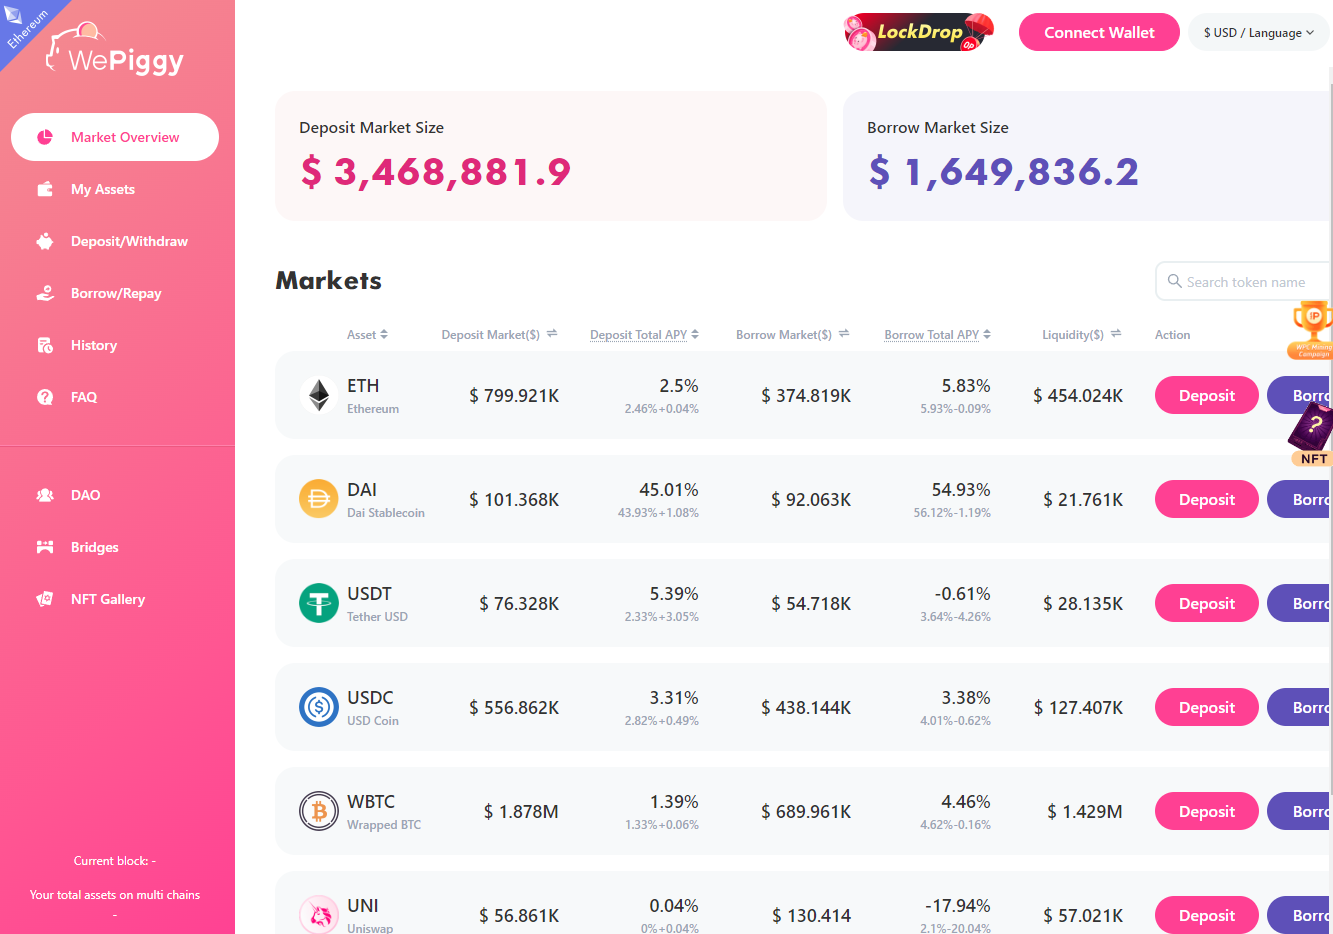 Ethereum
WePiggy
LockDrop
Connect Wallet
$ USD / Language
Market Overview
My Assets
Deposit/Withdraw
Borrow/Repay
History
FAQ
DAO
Bridges
NFT Gallery
Current block: -
Your total assets on multi chains
-
Deposit Market Size
$ 3,468,881.9
Borrow Market Size
$ 1,649,836.2
Markets
Search token name
Asset Deposit Market($) Deposit Total APY Borrow Market($) Borrow Total APY Liquidity($) Action
ETH $ 799.921K 2.5% $ 374.819K 5.83% $ 454.024K Deposit Borro
Ethereum 2.46%+0.04% 5.93%-0.09%
DAI $ 101.368K 45.01% $ 92.063K 54.93% $ 21.761K Deposit Borro
Dai Stablecoin 43.93%+1.08% 56.12%-1.19%
USDT $ 76.328K 5.39% $ 54.718K -0.61% $ 28.135K Deposit Borro
Tether USD 2.33%+3.05% 3.64%-4.26%
USDC $ 556.862K 3.31% $ 438.144K 3.38% $ 127.407K Deposit Borro
USD Coin 2.82%+0.49% 4.01%-0.62%
WBTC $ 1.878M 1.39% $ 689.961K 4.46% $ 1.429M Deposit Borro
Wrapped BTC 1.33%+0.06% 4.62%-0.16%
UNI $ 56.861K 0.04% $ 130.414 -17.94% $ 57.021K Deposit Borro
Uniswap 0%+0.04% 2.1%-20.04%
Mining
Campaign
?
NFT